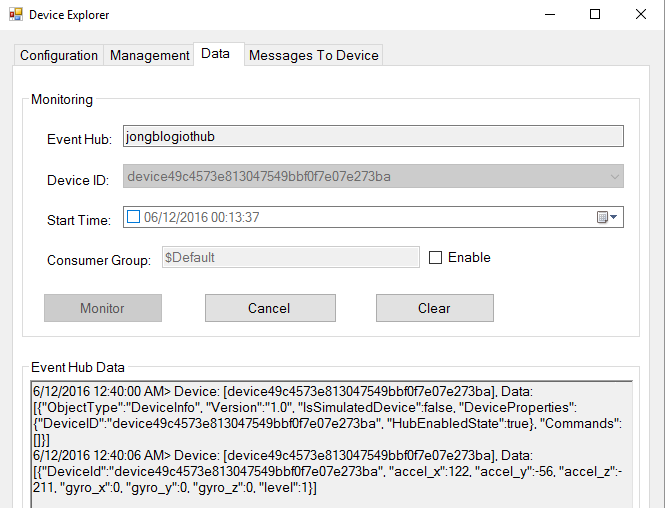 Device Explorer
Configuration Management Data Messages To Device
Monitoring
Event Hub: jongblogiothub
Device ID: device49c4573e813047549bbf0f7e07e273ba
Start Time: 06/12/2016 00:13:37
Consumer Group: $Default Enable
Monitor Cancel Clear
Event Hub Data
6/12/2016 12:40:00 AM> Device: [device49c4573e813047549bbf0f7e07e273ba], Data:
[{"ObjectType":"DeviceInfo", "Version":"1.0", "IsSimulatedDevice":false, "DeviceProperties":
{"DeviceID":"device49c4573e813047549bbf0f7e07e273ba", "HubEnabledState":true}, "Commands":
[]}]
6/12/2016 12:40:06 AM> Device: [device49c4573e813047549bbf0f7e07e273ba], Data:
[{"DeviceId":"device49c4573e813047549bbf0f7e07e273ba", "accel_x":122, "accel_y":-56, "accel_z":-
211, "gyro_x":0, "gyro_y":0, "gyro_z":0, "level":1}]